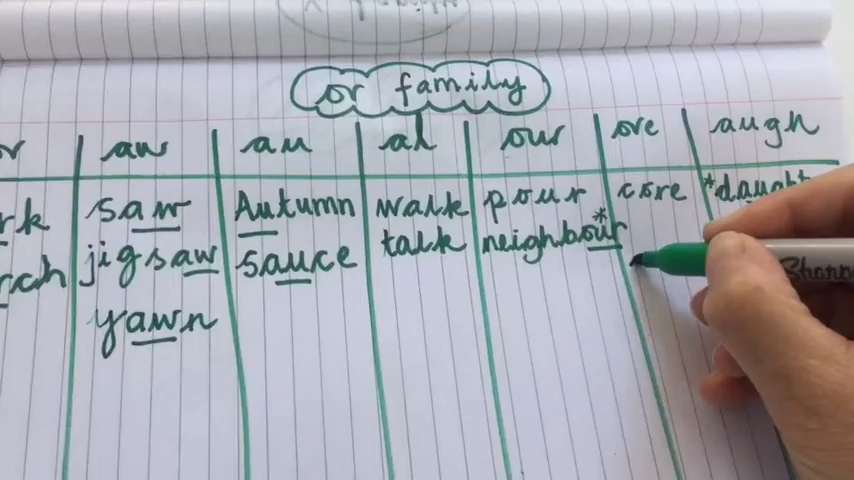 or family
aw au al our ore augh
saw Autumn walk pour core
jigsaw sauce talk neighbour*
yawn